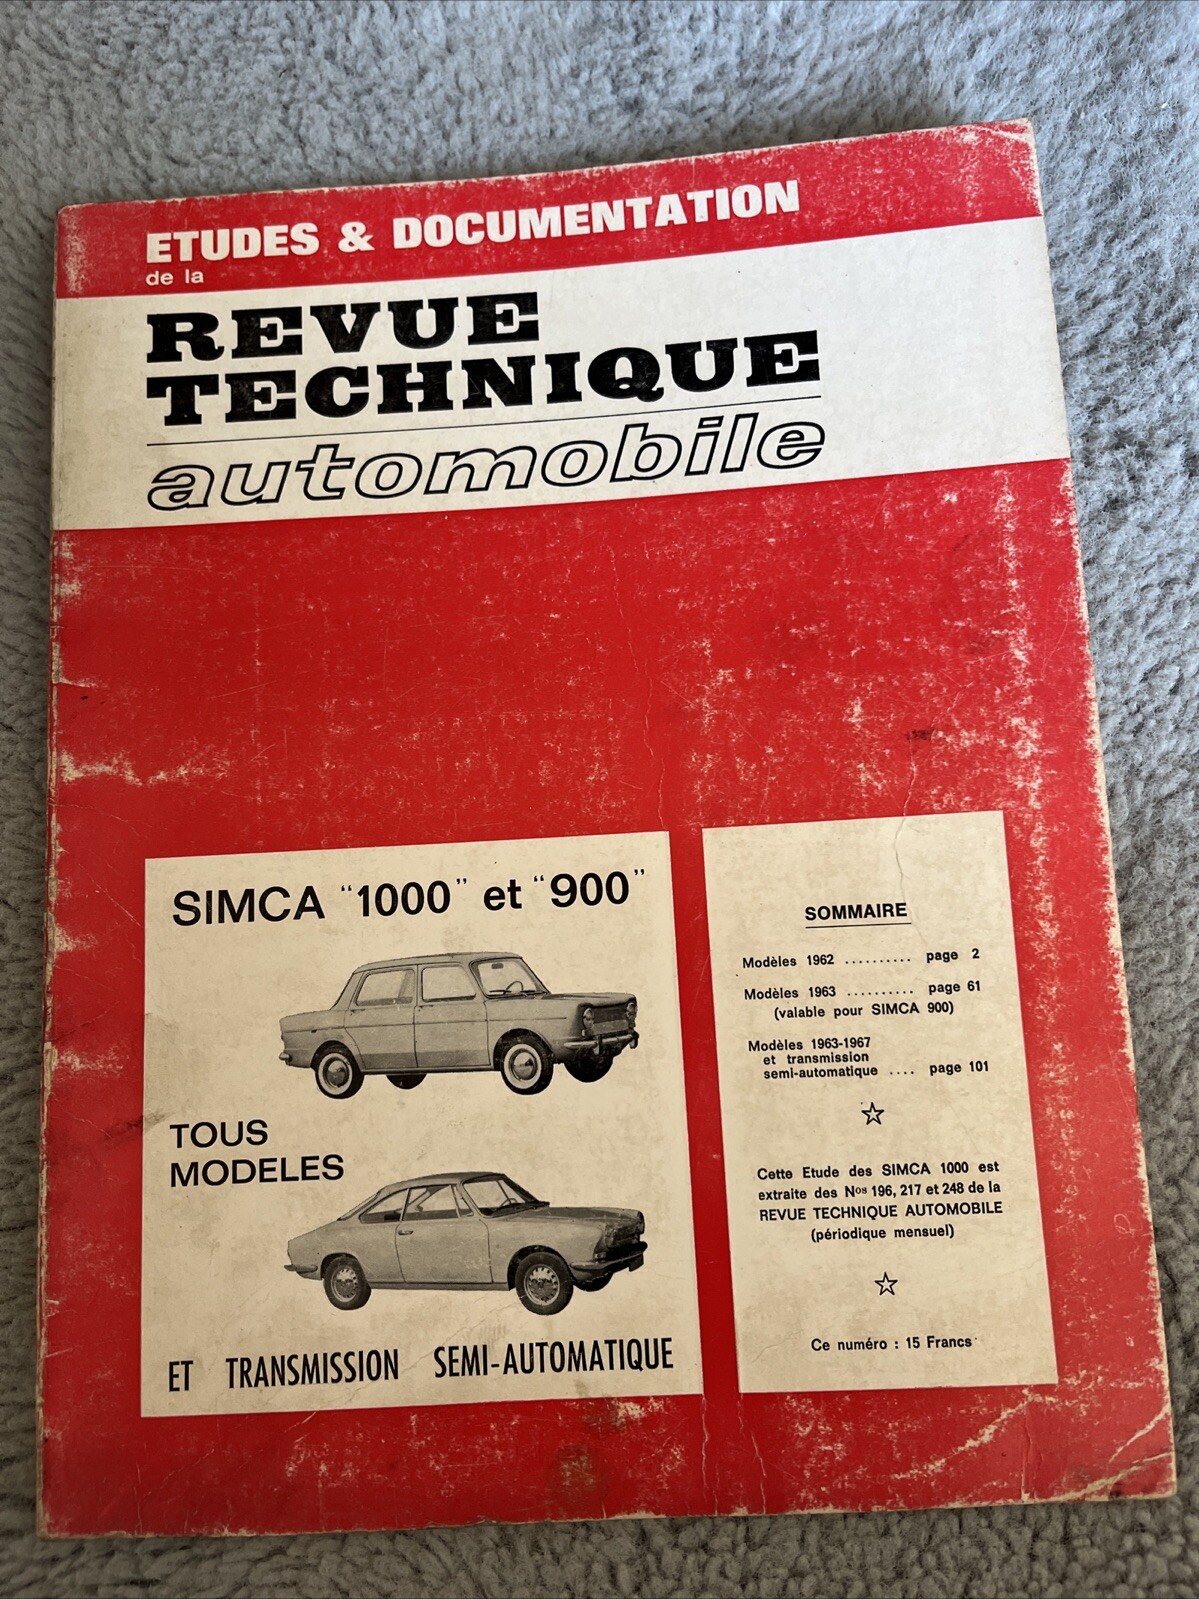 ETUDES & DOCUMENTATION
de la
REVUE
TECHNIQUE
automobile
SIMCA "1000" et "900"
TOUS
MODELES
ET TRANSMISSION SEMI-AUTOMATIQUE
SOMMAIRE
Modèles 1962 .......... page 2
Modèles 1963 .......... page 61
(valable pour SIMCA 900)
Modèles 1963-1967
et transmission
semi-automatique .... page 101
Cette Etude des SIMCA 1000 est
extraite des Nos 196, 217 et 248 de la
REVUE TECHNIQUE AUTOMOBILE
(périodique mensuel)
Ce numéro : 15 Francs